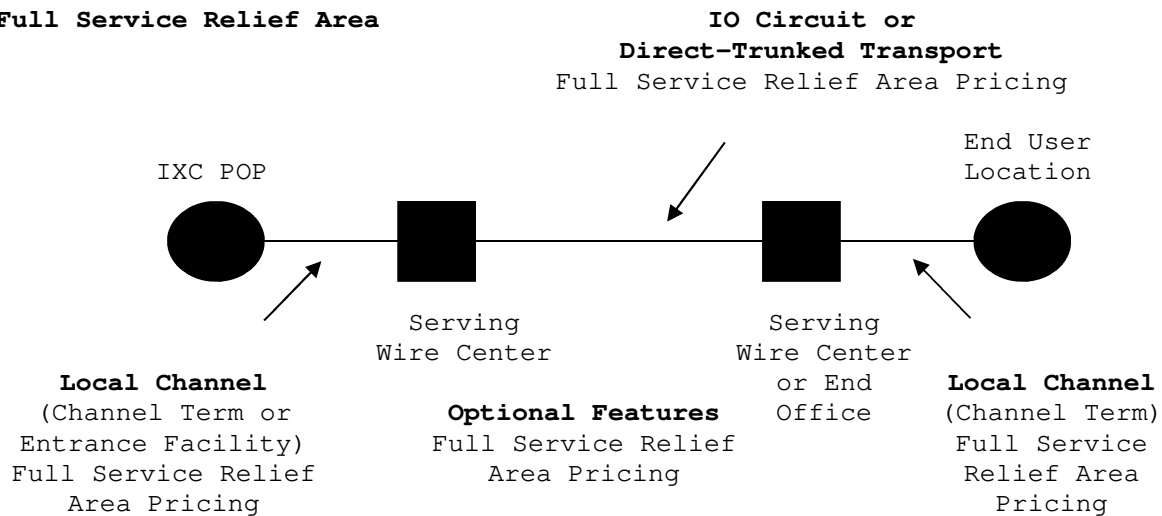 Full Service Relief Area
IO Circuit or
Direct-Trunked Transport
Full Service Relief Area Pricing
IXC POP
End User
Location
Serving
Wire Center
Serving
Wire Center
or End
Office
Local Channel
(Channel Term or
Entrance Facility)
Full Service Relief
Area Pricing
Optional Features
Full Service Relief
Area Pricing
Local Channel
(Channel Term)
Full Service
Relief Area
Pricing